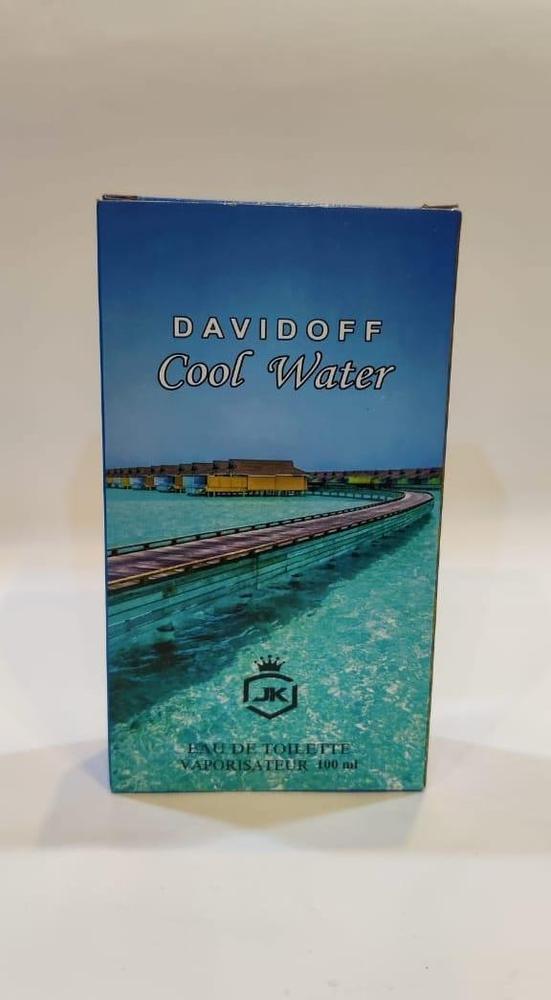 DAVIDOFF
Cool Water
JK
EAU DE TOILETTE
VAPORISATEUR 100 ml